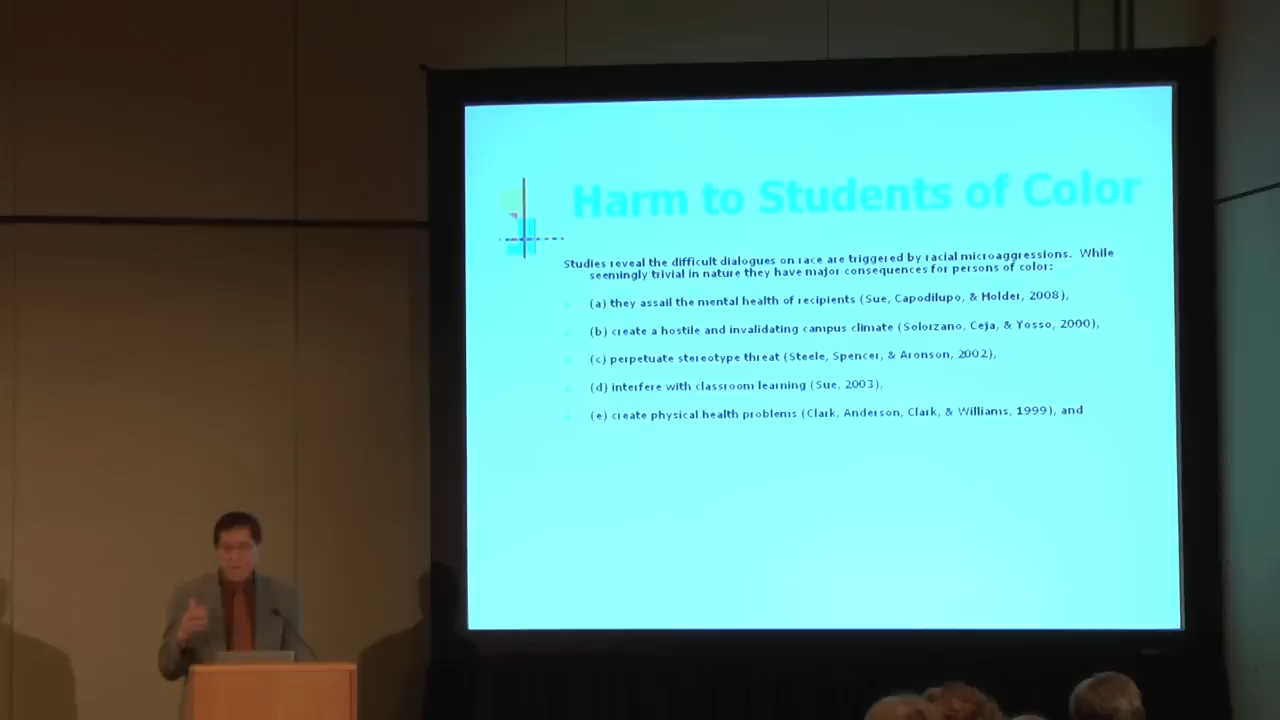 Harm to Students of Color
Studies reveal the difficult dialogues on race are triggered by racial microaggressions. While
seemingly trivial in nature they have major consequences for persons of color:
(a) they assail the mental health of recipients (Sue, Capodilupo, & Holder, 2008),
(b) create a hostile and invalidating campus climate (Solorzano, Ceja, & Yosso, 2000),
(c) perpetuate stereotype threat (Steele, Spencer, & Aronson, 2002),
(d) interfere with classroom learning (Sue, 2003),
(e) create physical health problems (Clark, Anderson, Clark, & Williams, 1999), and